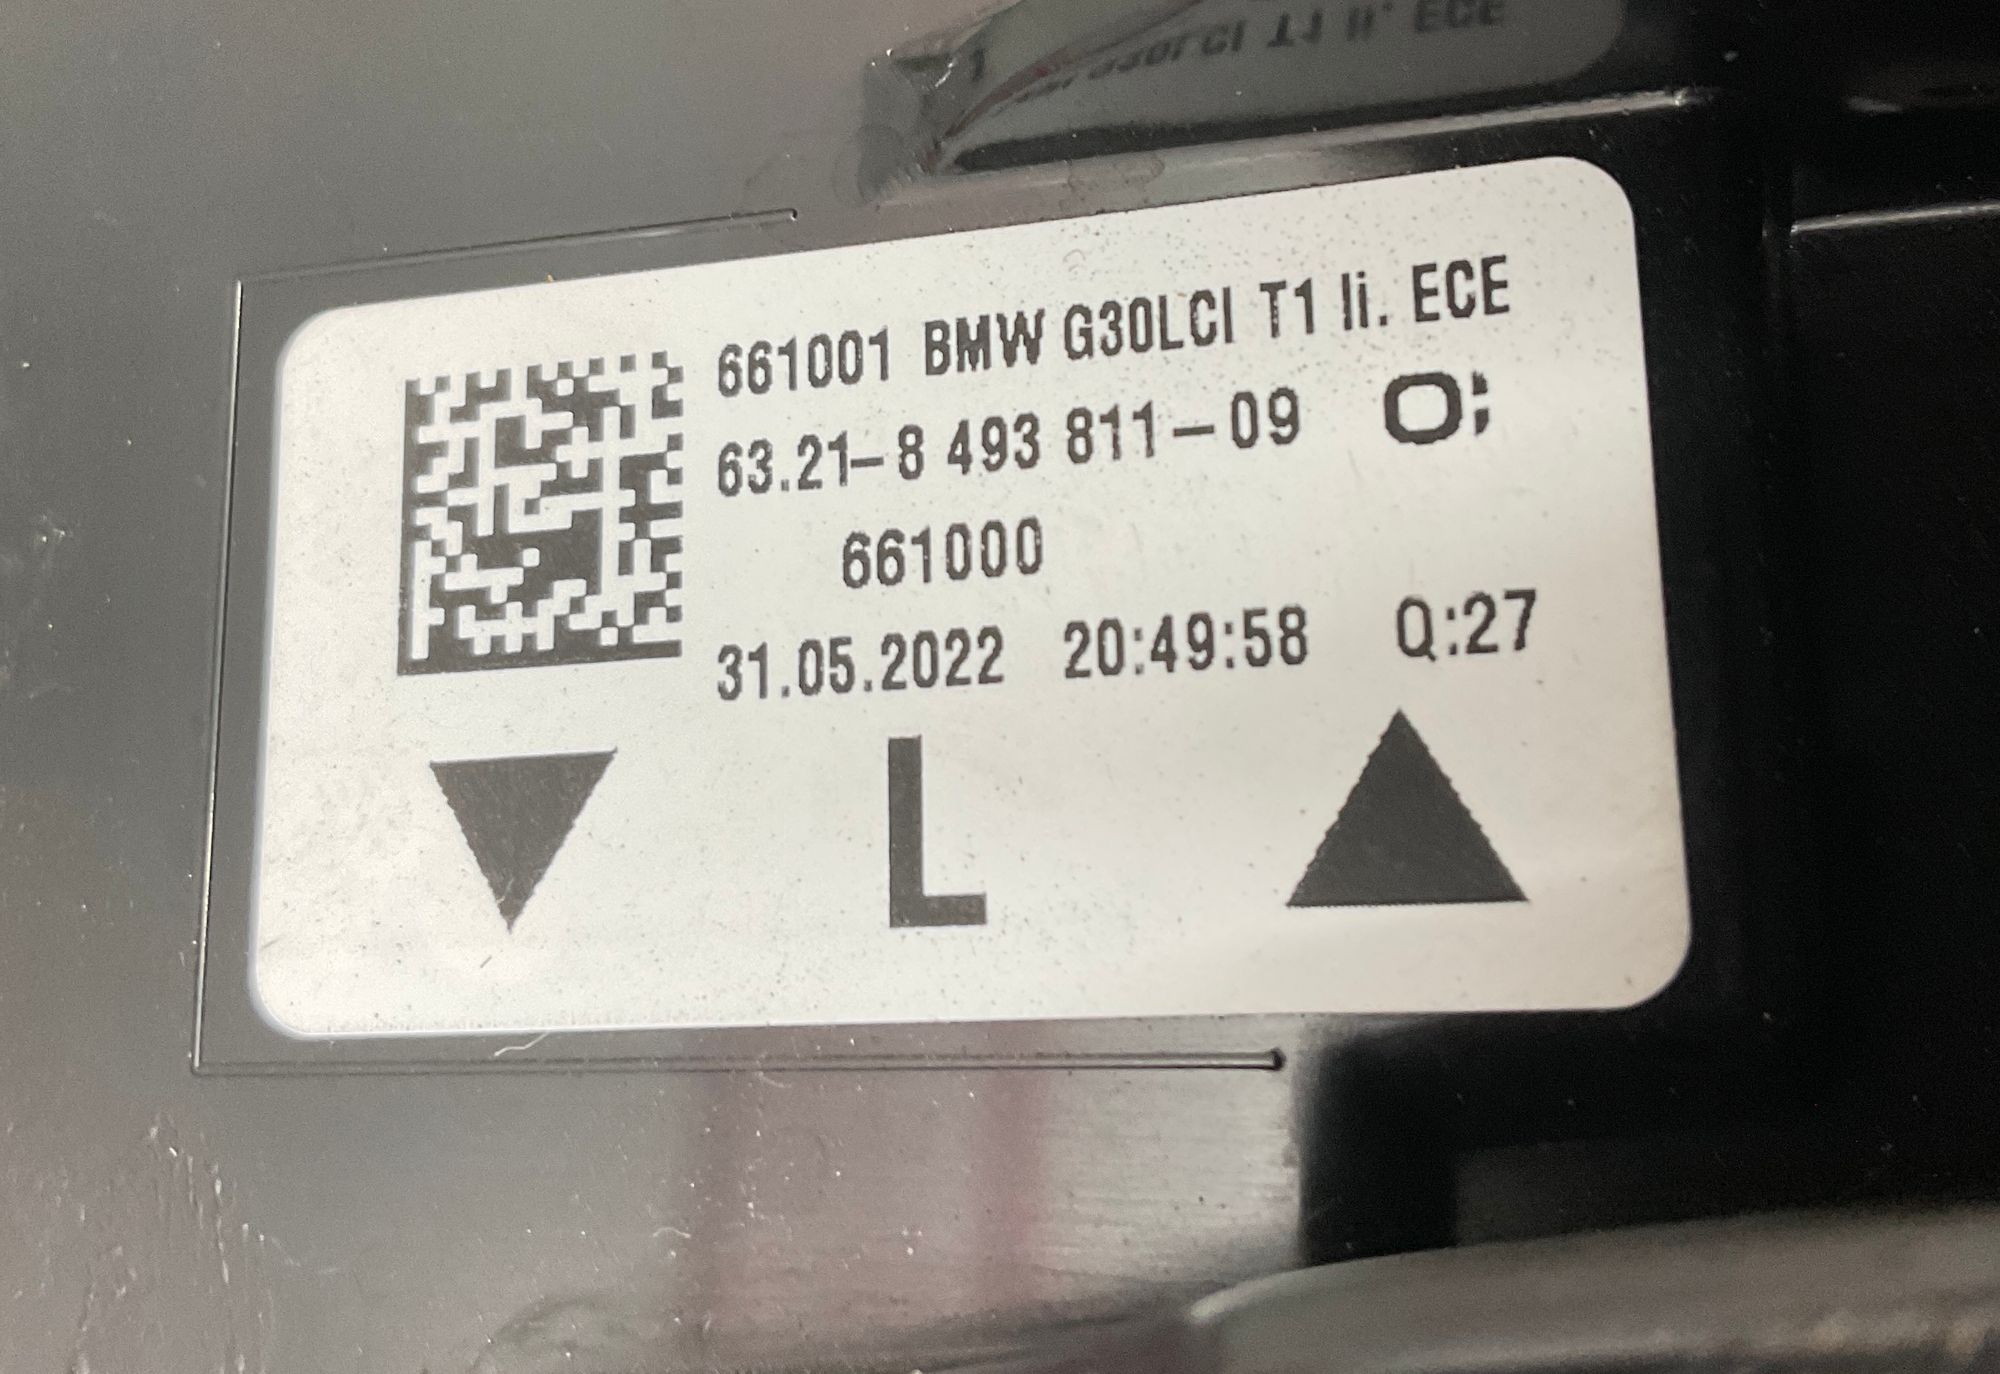 661001 BMW G30LCI T1 li. ECE
63.21-8 493 811-09
661000
31.05.2022 20:49:58 Q:27
L